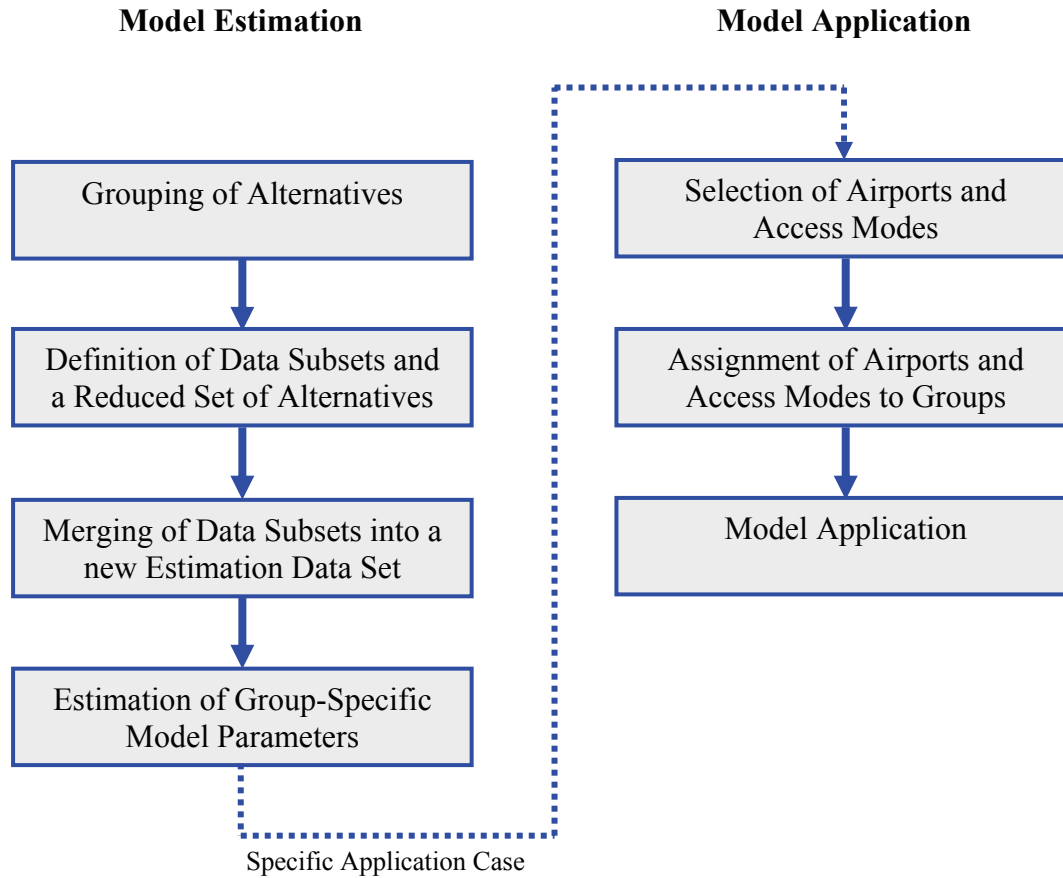 Model Estimation
Grouping of Alternatives
Definition of Data Subsets and
a Reduced Set of Alternatives
Merging of Data Subsets into a
new Estimation Data Set
Estimation of Group-Specific
Model Parameters
Specific Application Case
Model Application
Selection of Airports and
Access Modes
Assignment of Airports and
Access Modes to Groups
Model Application